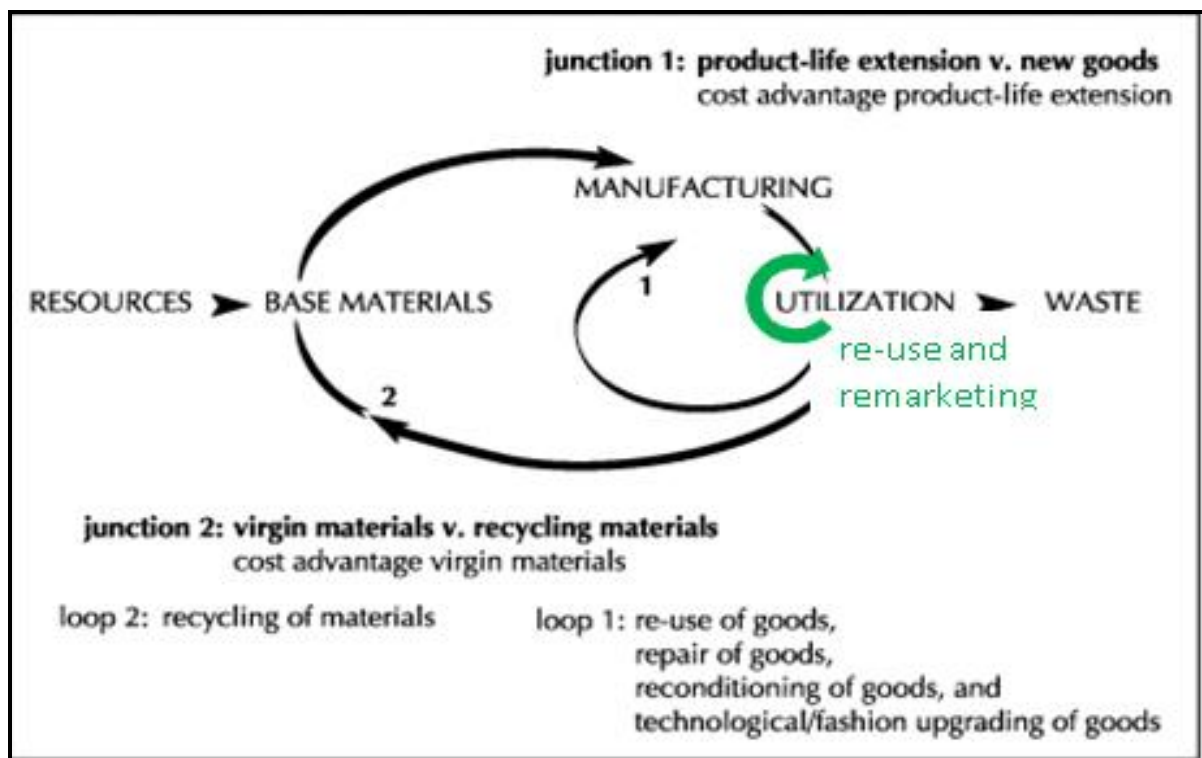 junction 1: product-life extension v. new goods
cost advantage product-life extension
MANUFACTURING
1
RESOURCES
BASE MATERIALS
UTILIZATION
WASTE
re-use and
remarketing
2
junction 2: virgin materials v. recycling materials
cost advantage virgin materials
loop 2: recycling of materials
loop 1: re-use of goods,
repair of goods,
reconditioning of goods, and
technological/fashion upgrading of goods